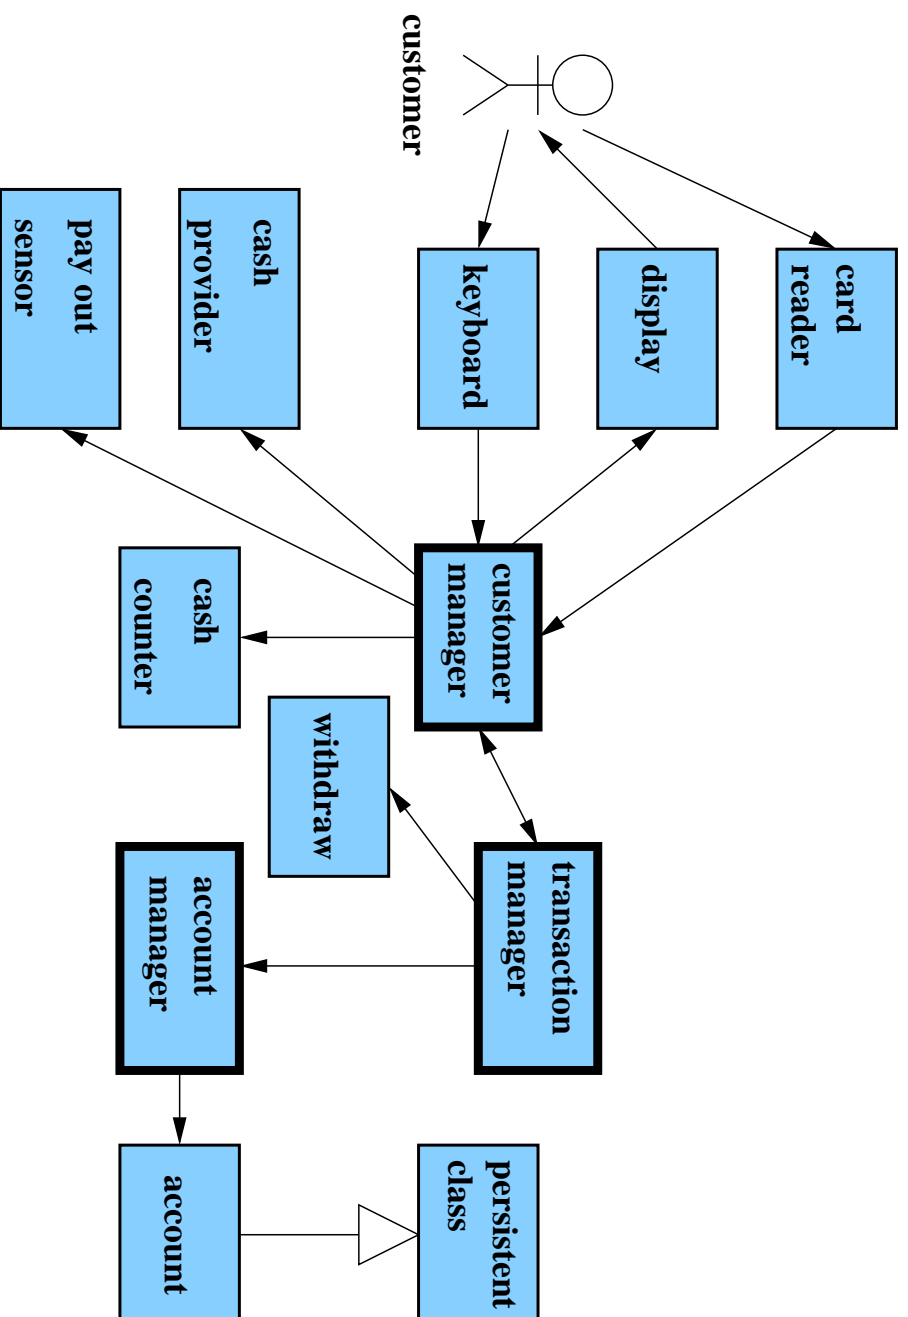 card
reader
display
customer
keyboard
cash
provider
pay out
sensor
customer
manager
cash
counter
withdraw
transaction
manager
account
manager
persistent
class
account